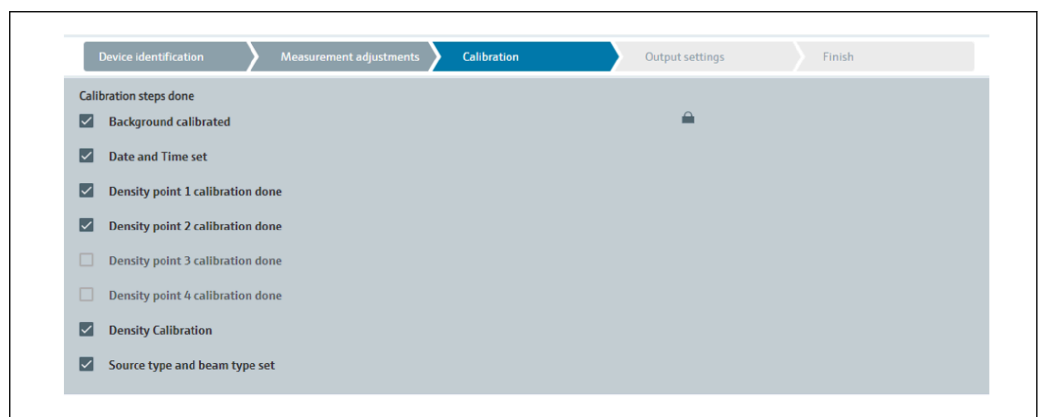 Device identification
Measurement adjustments
Calibration
Output settings
Finish
Calibration steps done
Background calibrated
Date and Time set
Density point 1 calibration done
Density point 2 calibration done
Density point 3 calibration done
Density point 4 calibration done
Density Calibration
Source type and beam type set